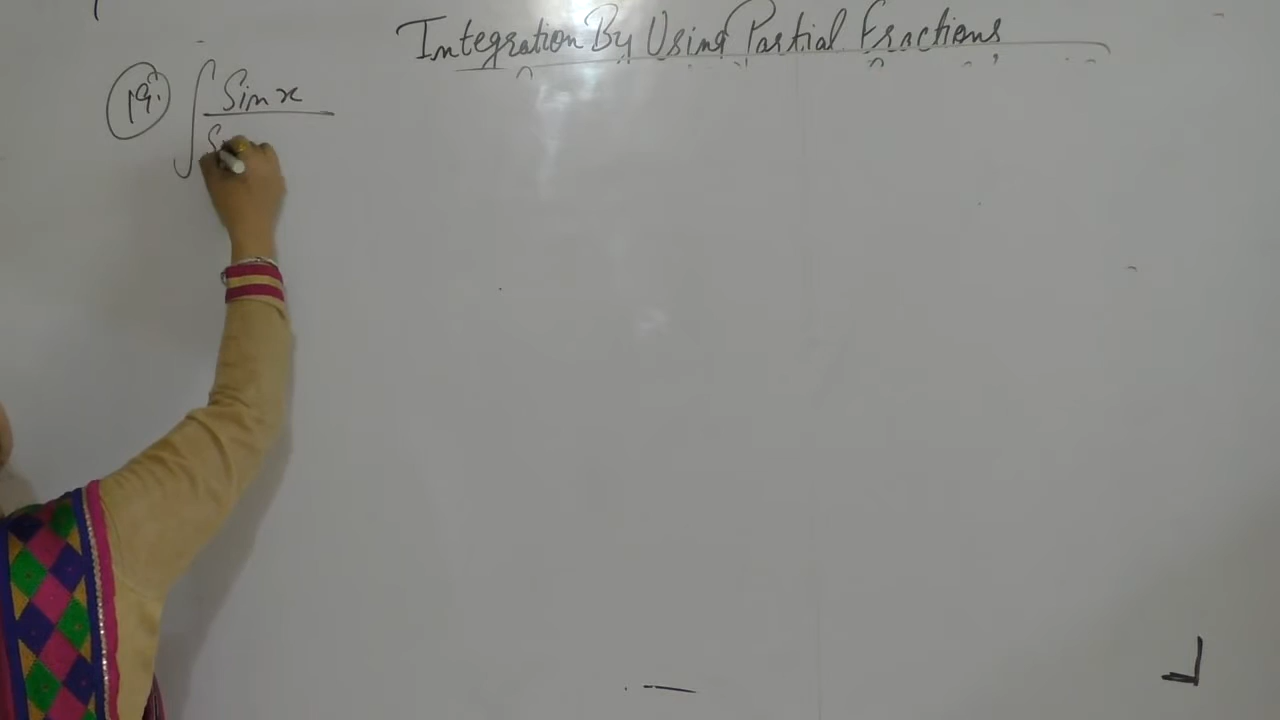 Integration By Using Partial Fractions
19. ∫ Sin x
S